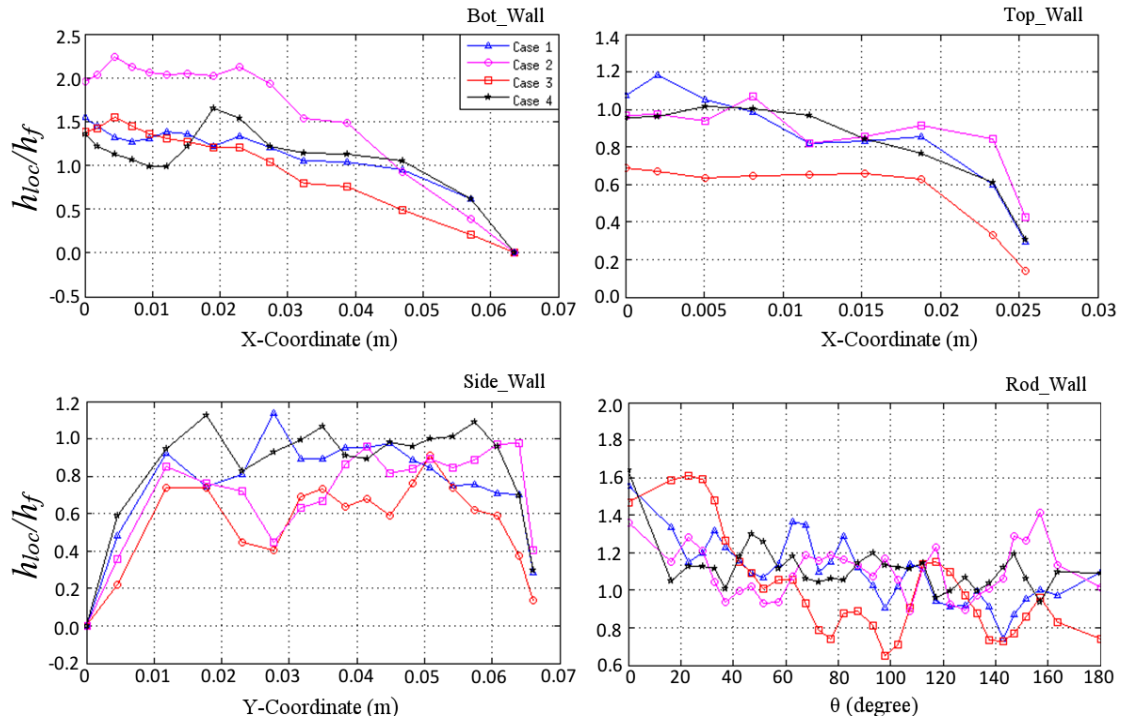 Bot_Wall
2.5
2.0
1.5
1.0
0.5
0.0
-0.5
Case 1
Case 2
Case 3
Case 4
0 0.01 0.02 0.03 0.04 0.05 0.06 0.07
X-Coordinate (m)
hloc/hf
Top_Wall
1.4
1.2
1.0
0.8
0.6
0.4
0.2
0.0
0 0.005 0.01 0.015 0.02 0.025 0.03
X-Coordinate (m)
Side_Wall
1.2
1.0
0.8
0.6
0.4
0.2
0.0
-0.2
0 0.01 0.02 0.03 0.04 0.05 0.06 0.07
Y-Coordinate (m)
hloc/hf
Rod_Wall
2.0
1.8
1.6
1.4
1.2
1.0
0.8
0.6
0 20 40 60 80 100 120 140 160 180
θ (degree)